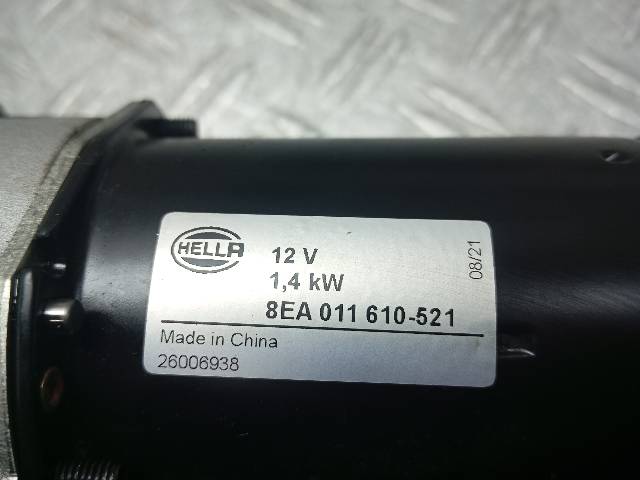 HELLA
12 V
1,4 kW
8EA 011 610-521
Made in China
26006938
08/21